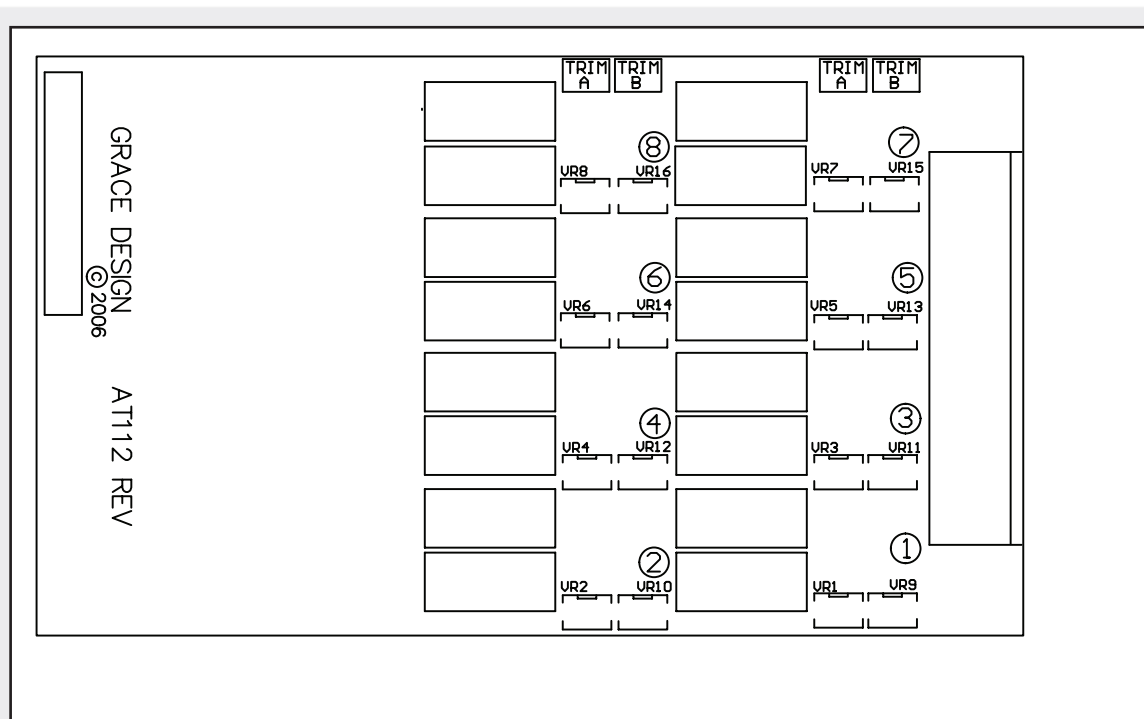 TRIM A TRIM B TRIM A TRIM B
GRACE DESIGN
© 2006
AT112 REV
8 7
VR8 VR16 VR7 VR15
6 5
VR6 VR14 VR5 VR13
4 3
VR4 VR12 VR3 VR11
2 1
VR2 VR10 VR1 VR9